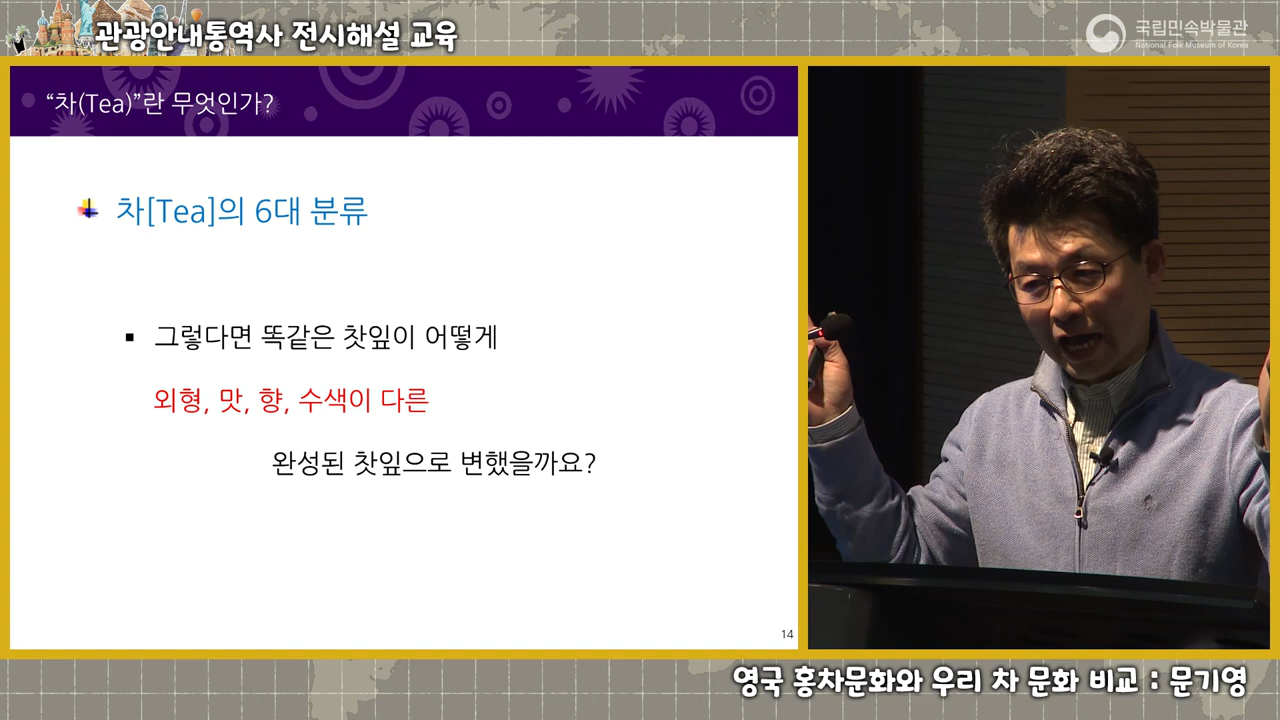 관광안내통역사 전시해설 교육
국립민속박물관
National Folk Museum of Korea
“차(Tea)”란 무엇인가?
차[Tea]의 6대 분류
▪ 그렇다면 똑같은 찻잎이 어떻게
외형, 맛, 향, 수색이 다른
완성된 찻잎으로 변했을까요?
14
영국 홍차문화와 우리 차 문화 비교 : 문기영